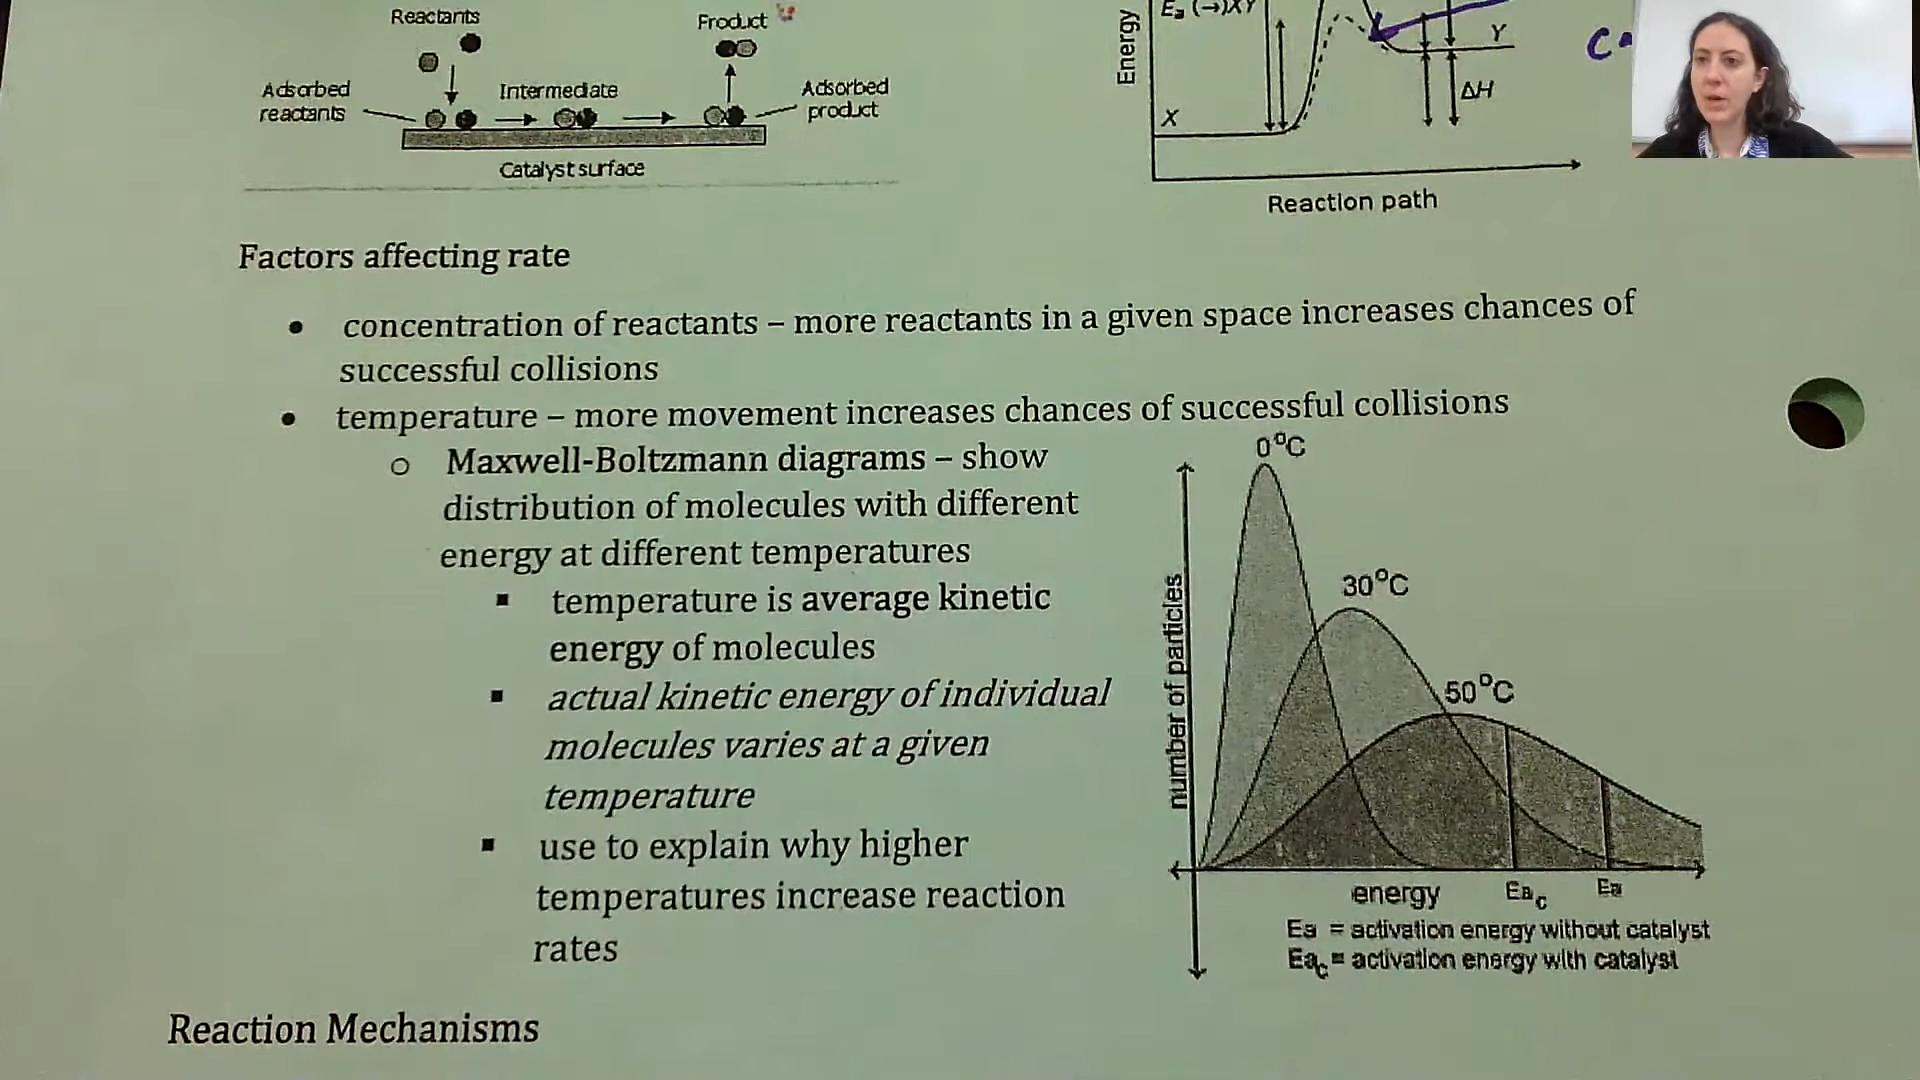 Reactants
Product
Adsorbed
reactants
Intermediate
Adsorbed
product
Catalyst surface
Energy
Ea (→)XY
X
Y
ΔH
Reaction path
C
Factors affecting rate
• concentration of reactants – more reactants in a given space increases chances of
successful collisions
• temperature – more movement increases chances of successful collisions
o Maxwell-Boltzmann diagrams – show
distribution of molecules with different
energy at different temperatures
▪ temperature is average kinetic
energy of molecules
▪ actual kinetic energy of individual
molecules varies at a given
temperature
▪ use to explain why higher
temperatures increase reaction
rates
0°C
30°C
50°C
number of particles
energy
Eac
Ea
Ea = activation energy without catalyst
Eac = activation energy with catalyst
Reaction Mechanisms